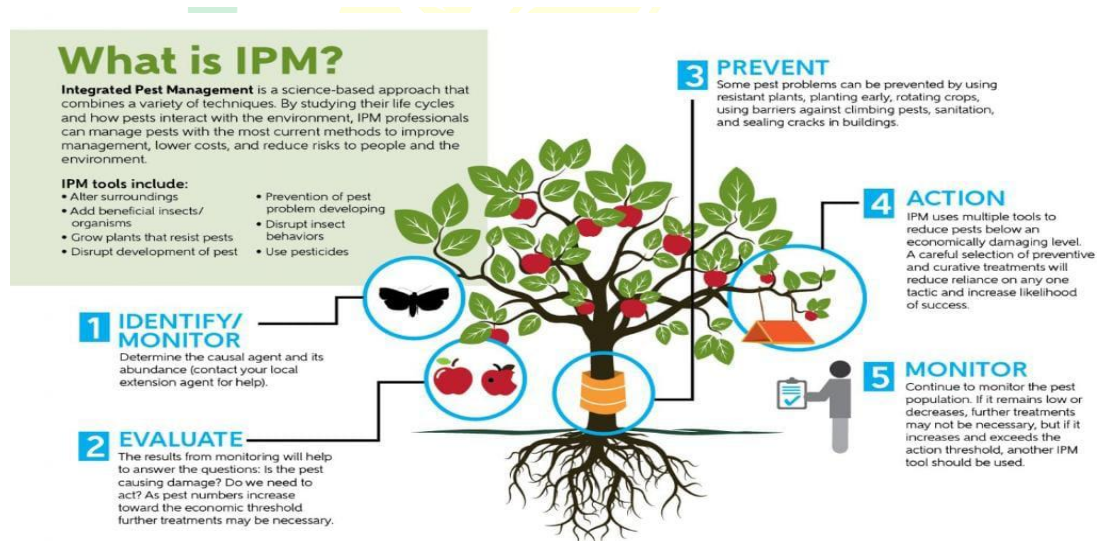 What is IPM?
Integrated Pest Management is a science-based approach that
combines a variety of techniques. By studying their life cycles
and how pests interact with the environment, IPM professionals
can manage pests with the most current methods to improve
management, lower costs, and reduce risks to people and the
environment.
IPM tools include:
• Alter surroundings
• Add beneficial insects/
organisms
• Grow plants that resist pests
• Disrupt development of pest
• Prevention of pest
problem developing
• Disrupt insect
behaviors
• Use pesticides
1 IDENTIFY/
MONITOR
Determine the causal agent and its
abundance (contact your local
extension agent for help).
2 EVALUATE
The results from monitoring will help
to answer the questions: Is the pest
causing damage? Do we need to
act? As pest numbers increase
toward the economic threshold
further treatments may be necessary.
3 PREVENT
Some pest problems can be prevented by using
resistant plants, planting early, rotating crops,
using barriers against climbing pests, sanitation,
and sealing cracks in buildings.
4 ACTION
IPM uses multiple tools to
reduce pests below an
economically damaging level.
A careful selection of preventive
and curative treatments will
reduce reliance on any one
tactic and increase likelihood
of success.
5 MONITOR
Continue to monitor the pest
population. If it remains low or
decreases, further treatments
may not be necessary, but if it
increases and exceeds the
action threshold, another IPM
tool should be used.